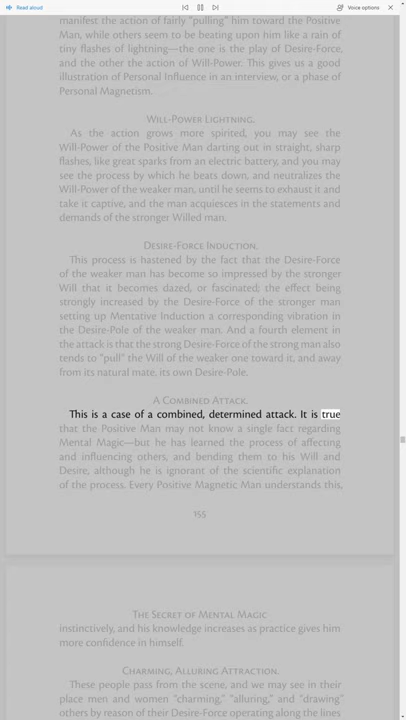 Read aloud
Voice options
manifest the action of fairly “pulling” him toward the Positive
Man, while others seem to be beating upon him like a rain of
tiny flashes of lightning—the one is the play of Desire-Force,
and the other the action of Will-Power. This gives us a good
illustration of Personal Influence in an interview, or a phase of
Personal Magnetism.
Will-Power Lightning.
As the action grows more spirited, you may see the
Will-Power of the Positive Man darting out in straight, sharp
flashes, like great sparks from an electric battery, and you may
see the process by which he beats down, and neutralizes the
Will-Power of the weaker man, until he seems to exhaust it and
take it captive, and the man acquiesces in the statements and
demands of the stronger Willed man.
Desire-Force Induction.
This process is hastened by the fact that the Desire-Force
of the weaker man has become so impressed by the stronger
Will that it becomes dazed, or fascinated; the effect being
strongly increased by the Desire-Force of the stronger man
setting up Mentative Induction a corresponding vibration in
the Desire-Pole of the weaker man. And a fourth element in
the attack is that the strong Desire-Force of the strong man also
tends to “pull” the Will of the weaker one toward it, and away
from its natural mate, its own Desire-Pole.
A Combined Attack.
This is a case of a combined, determined attack. It is true
that the Positive Man may not know a single fact regarding
Mental Magic—but he has learned the process of affecting
and influencing others, and bending them to his Will and
Desire, although he is ignorant of the scientific explanation
of the process. Every Positive Magnetic Man understands this,
155
The Secret of Mental Magic
instinctively, and his knowledge increases as practice gives him
more confidence in himself.
Charming, Alluring Attraction.
These people pass from the scene, and we may see in their
place men and women “charming,” “alluring,” and “drawing”
others by reason of their Desire-Force operating along the lines